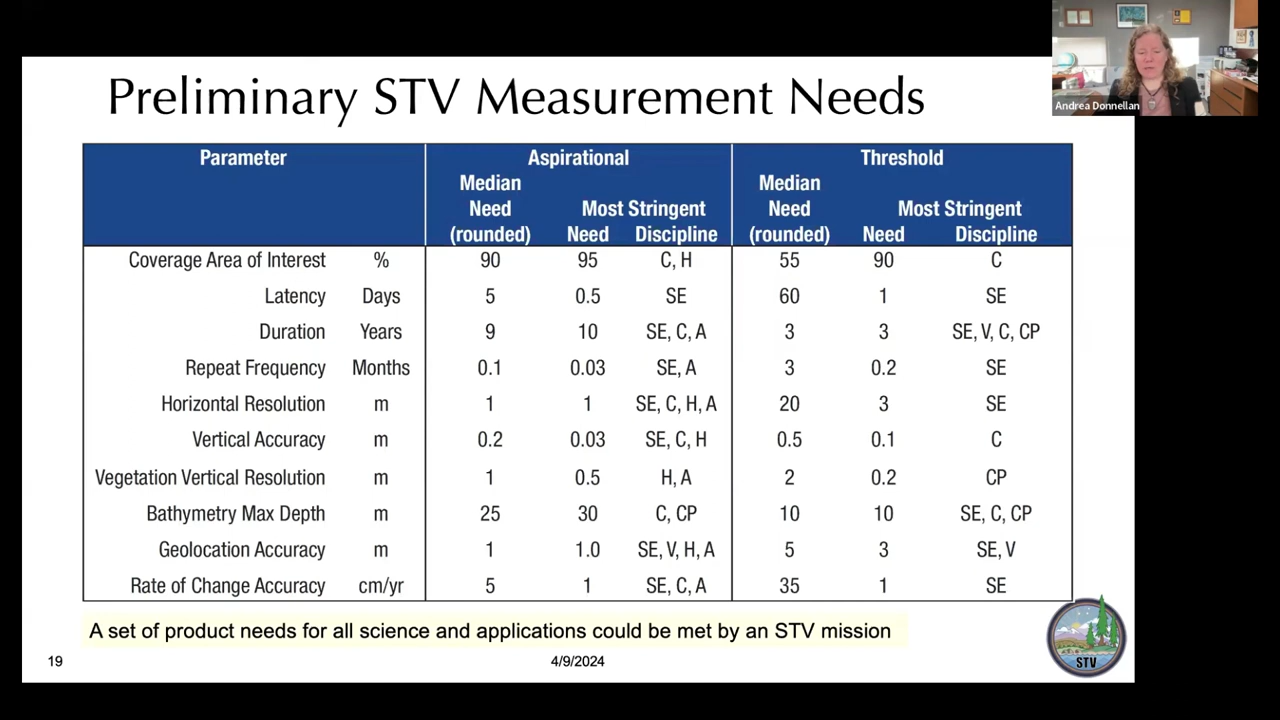 Preliminary STV Measurement Needs
Andrea Donnellan
Parameter Aspirational Threshold
Median Need (rounded) Most Stringent Need Discipline Median Need (rounded) Most Stringent Need Discipline
Coverage Area of Interest % 90 95 C, H 55 90 C
Latency Days 5 0.5 SE 60 1 SE
Duration Years 9 10 SE, C, A 3 3 SE, V, C, CP
Repeat Frequency Months 0.1 0.03 SE, A 3 0.2 SE
Horizontal Resolution m 1 1 SE, C, H, A 20 3 SE
Vertical Accuracy m 0.2 0.03 SE, C, H 0.5 0.1 C
Vegetation Vertical Resolution m 1 0.5 H, A 2 0.2 CP
Bathymetry Max Depth m 25 30 C, CP 10 10 SE, C, CP
Geolocation Accuracy m 1 1.0 SE, V, H, A 5 3 SE, V
Rate of Change Accuracy cm/yr 5 1 SE, C, A 35 1 SE
A set of product needs for all science and applications could be met by an STV mission
19 4/9/2024 STV